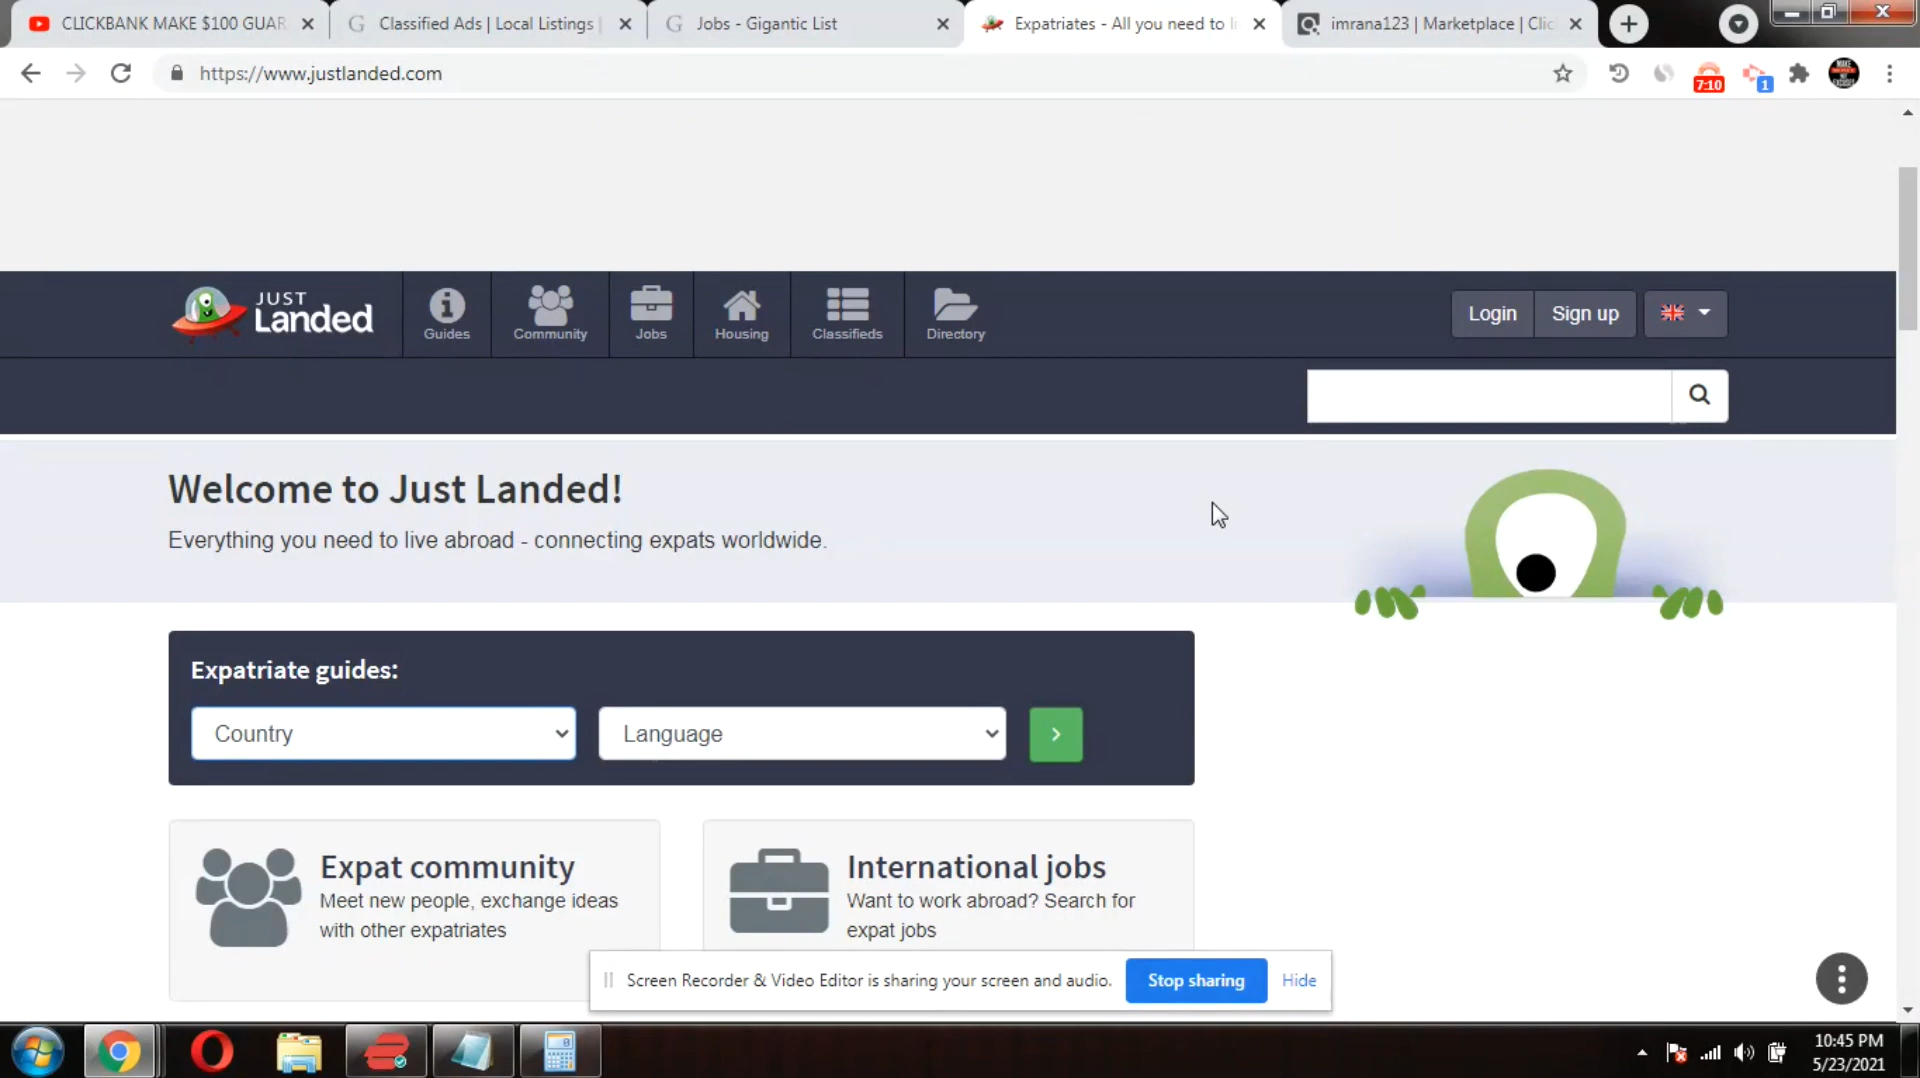 CLICKBANK MAKE $100 GUAR
Classified Ads | Local Listings |
Jobs - Gigantic List
Expatriates - All you need to li
imrana123 | Marketplace | Clic
https://www.justlanded.com
7:10
1
JUST
Landed
Guides
Community
Jobs
Housing
Classifieds
Directory
Login
Sign up
Welcome to Just Landed!
Everything you need to live abroad - connecting expats worldwide.
Expatriate guides:
Country
Language
Expat community
Meet new people, exchange ideas
with other expatriates
International jobs
Want to work abroad? Search for
expat jobs
Screen Recorder & Video Editor is sharing your screen and audio.
Stop sharing
Hide
10:45 PM
5/23/2021